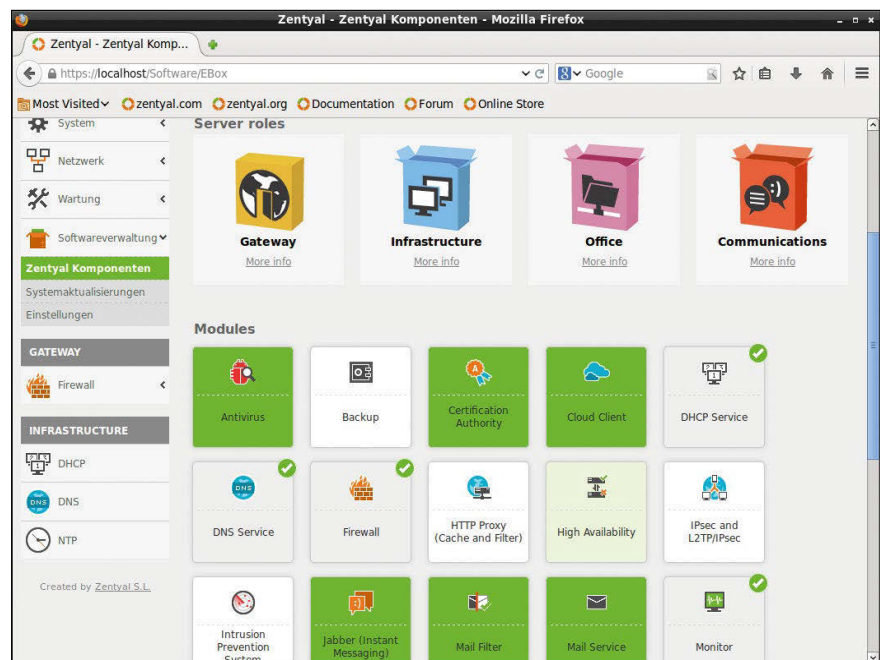 Zentyal - Zentyal Komponenten - Mozilla Firefox
Zentyal - Zentyal Komp...
https://localhost/Software/EBox
Google
Most Visited
zentyal.com
zentyal.org
Documentation
Forum
Online Store
System
Netzwerk
Wartung
Softwareverwaltung
Zentyal Komponenten
Systemaktualisierungen
Einstellungen
GATEWAY
Firewall
INFRASTRUCTURE
DHCP
DNS
DNS
NTP
Created by Zentyal S.L.
Server roles
Gateway
More info
Infrastructure
More info
Office
More info
Communications
More info
Modules
Antivirus
Backup
Certification
Authority
Cloud Client
DHCP Service
DNS
DNS Service
Firewall
HTTP Proxy
(Cache and Filter)
High Availability
IPsec and
L2TP/IPsec
Intrusion
Prevention
System
Jabber (Instant
Messaging)
Mail Filter
Mail Service
Monitor